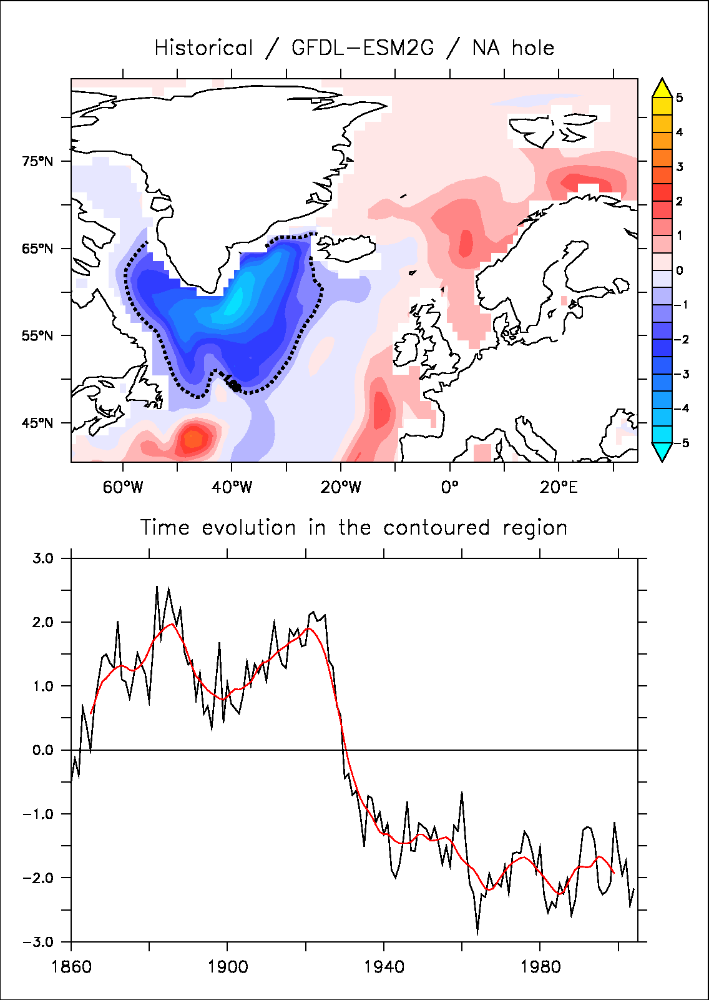 Historical / GFDL-ESM2G / NA hole
5
4
3
2
1
0
-1
-2
-3
-4
-5
75°N
65°N
55°N
45°N
60°W 40°W 20°W 0° 20°E
Time evolution in the contoured region
3.0
2.0
1.0
0.0
-1.0
-2.0
-3.0
1860 1900 1940 1980